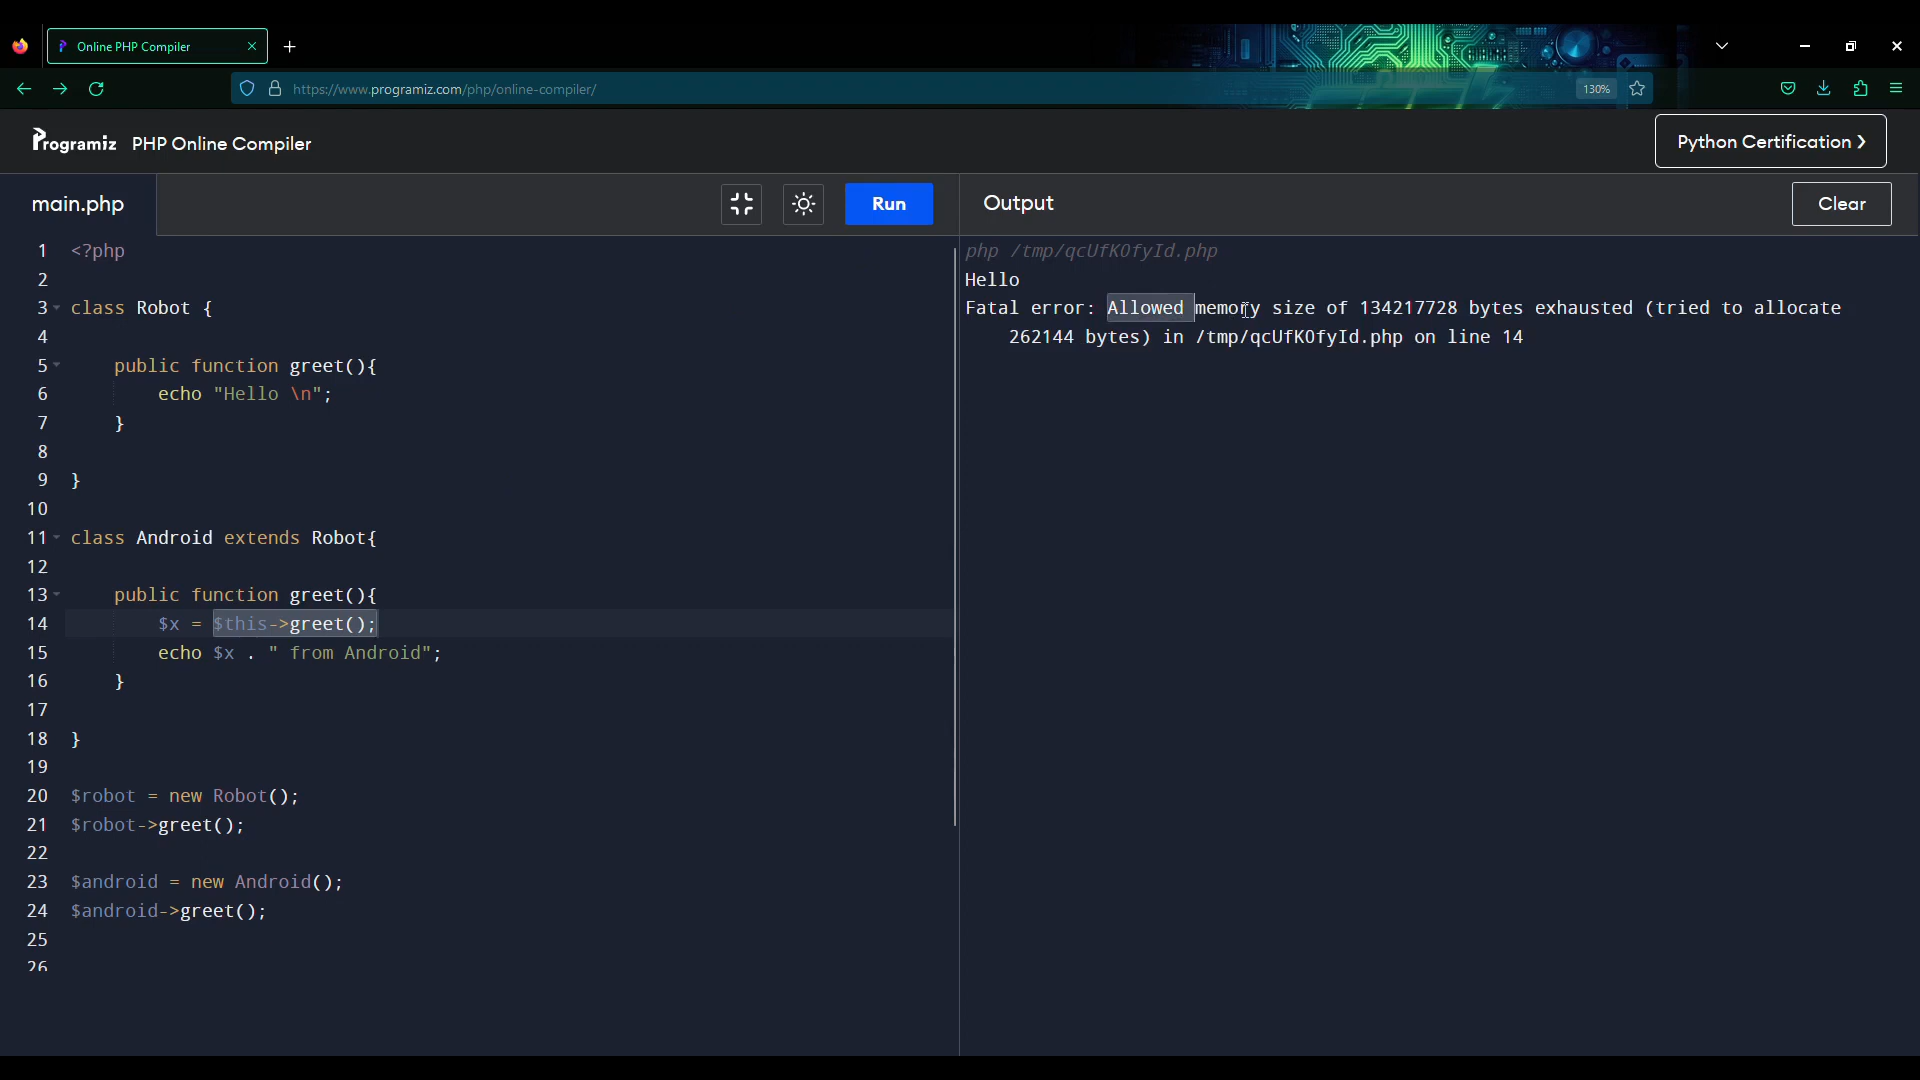 Online PHP Compiler
https://www.programiz.com/php/online-compiler/
130%
Programiz PHP Online Compiler
Python Certification ❯
main.php
Run
Output
Clear
1 <?php
2
3 class Robot {
4
5 public function greet(){
6 echo "Hello \n";
7 }
8
9 }
10
11 class Android extends Robot{
12
13 public function greet(){
14 $x = $this->greet();
15 echo $x . " from Android";
16 }
17
18 }
19
20 $robot = new Robot();
21 $robot->greet();
22
23 $android = new Android();
24 $android->greet();
25
26
php /tmp/qcUfKOfyId.php
Hello
Fatal error: Allowed memory size of 134217728 bytes exhausted (tried to allocate
262144 bytes) in /tmp/qcUfKOfyId.php on line 14